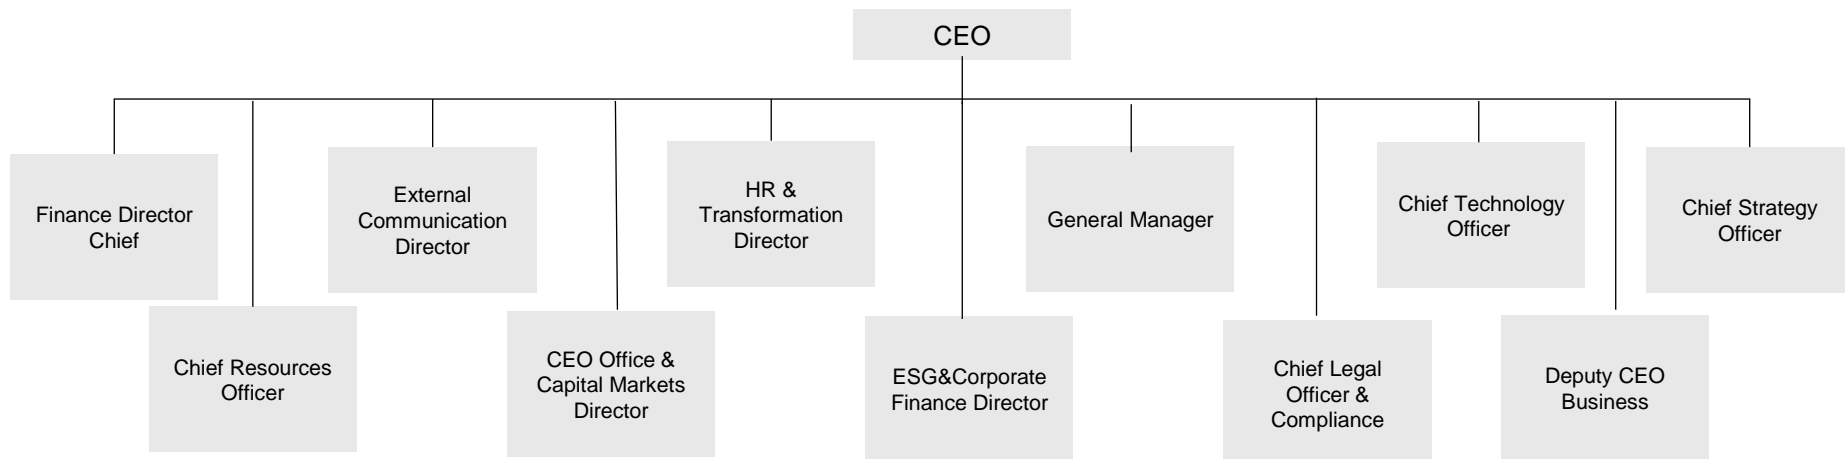 CEO
Finance Director
Chief
External
Communication
Director
HR &
Transformation
Director
General Manager
Chief Technology
Officer
Chief Strategy
Officer
Chief Resources
Officer
CEO Office &
Capital Markets
Director
ESG&Corporate
Finance Director
Chief Legal
Officer &
Compliance
Deputy CEO
Business